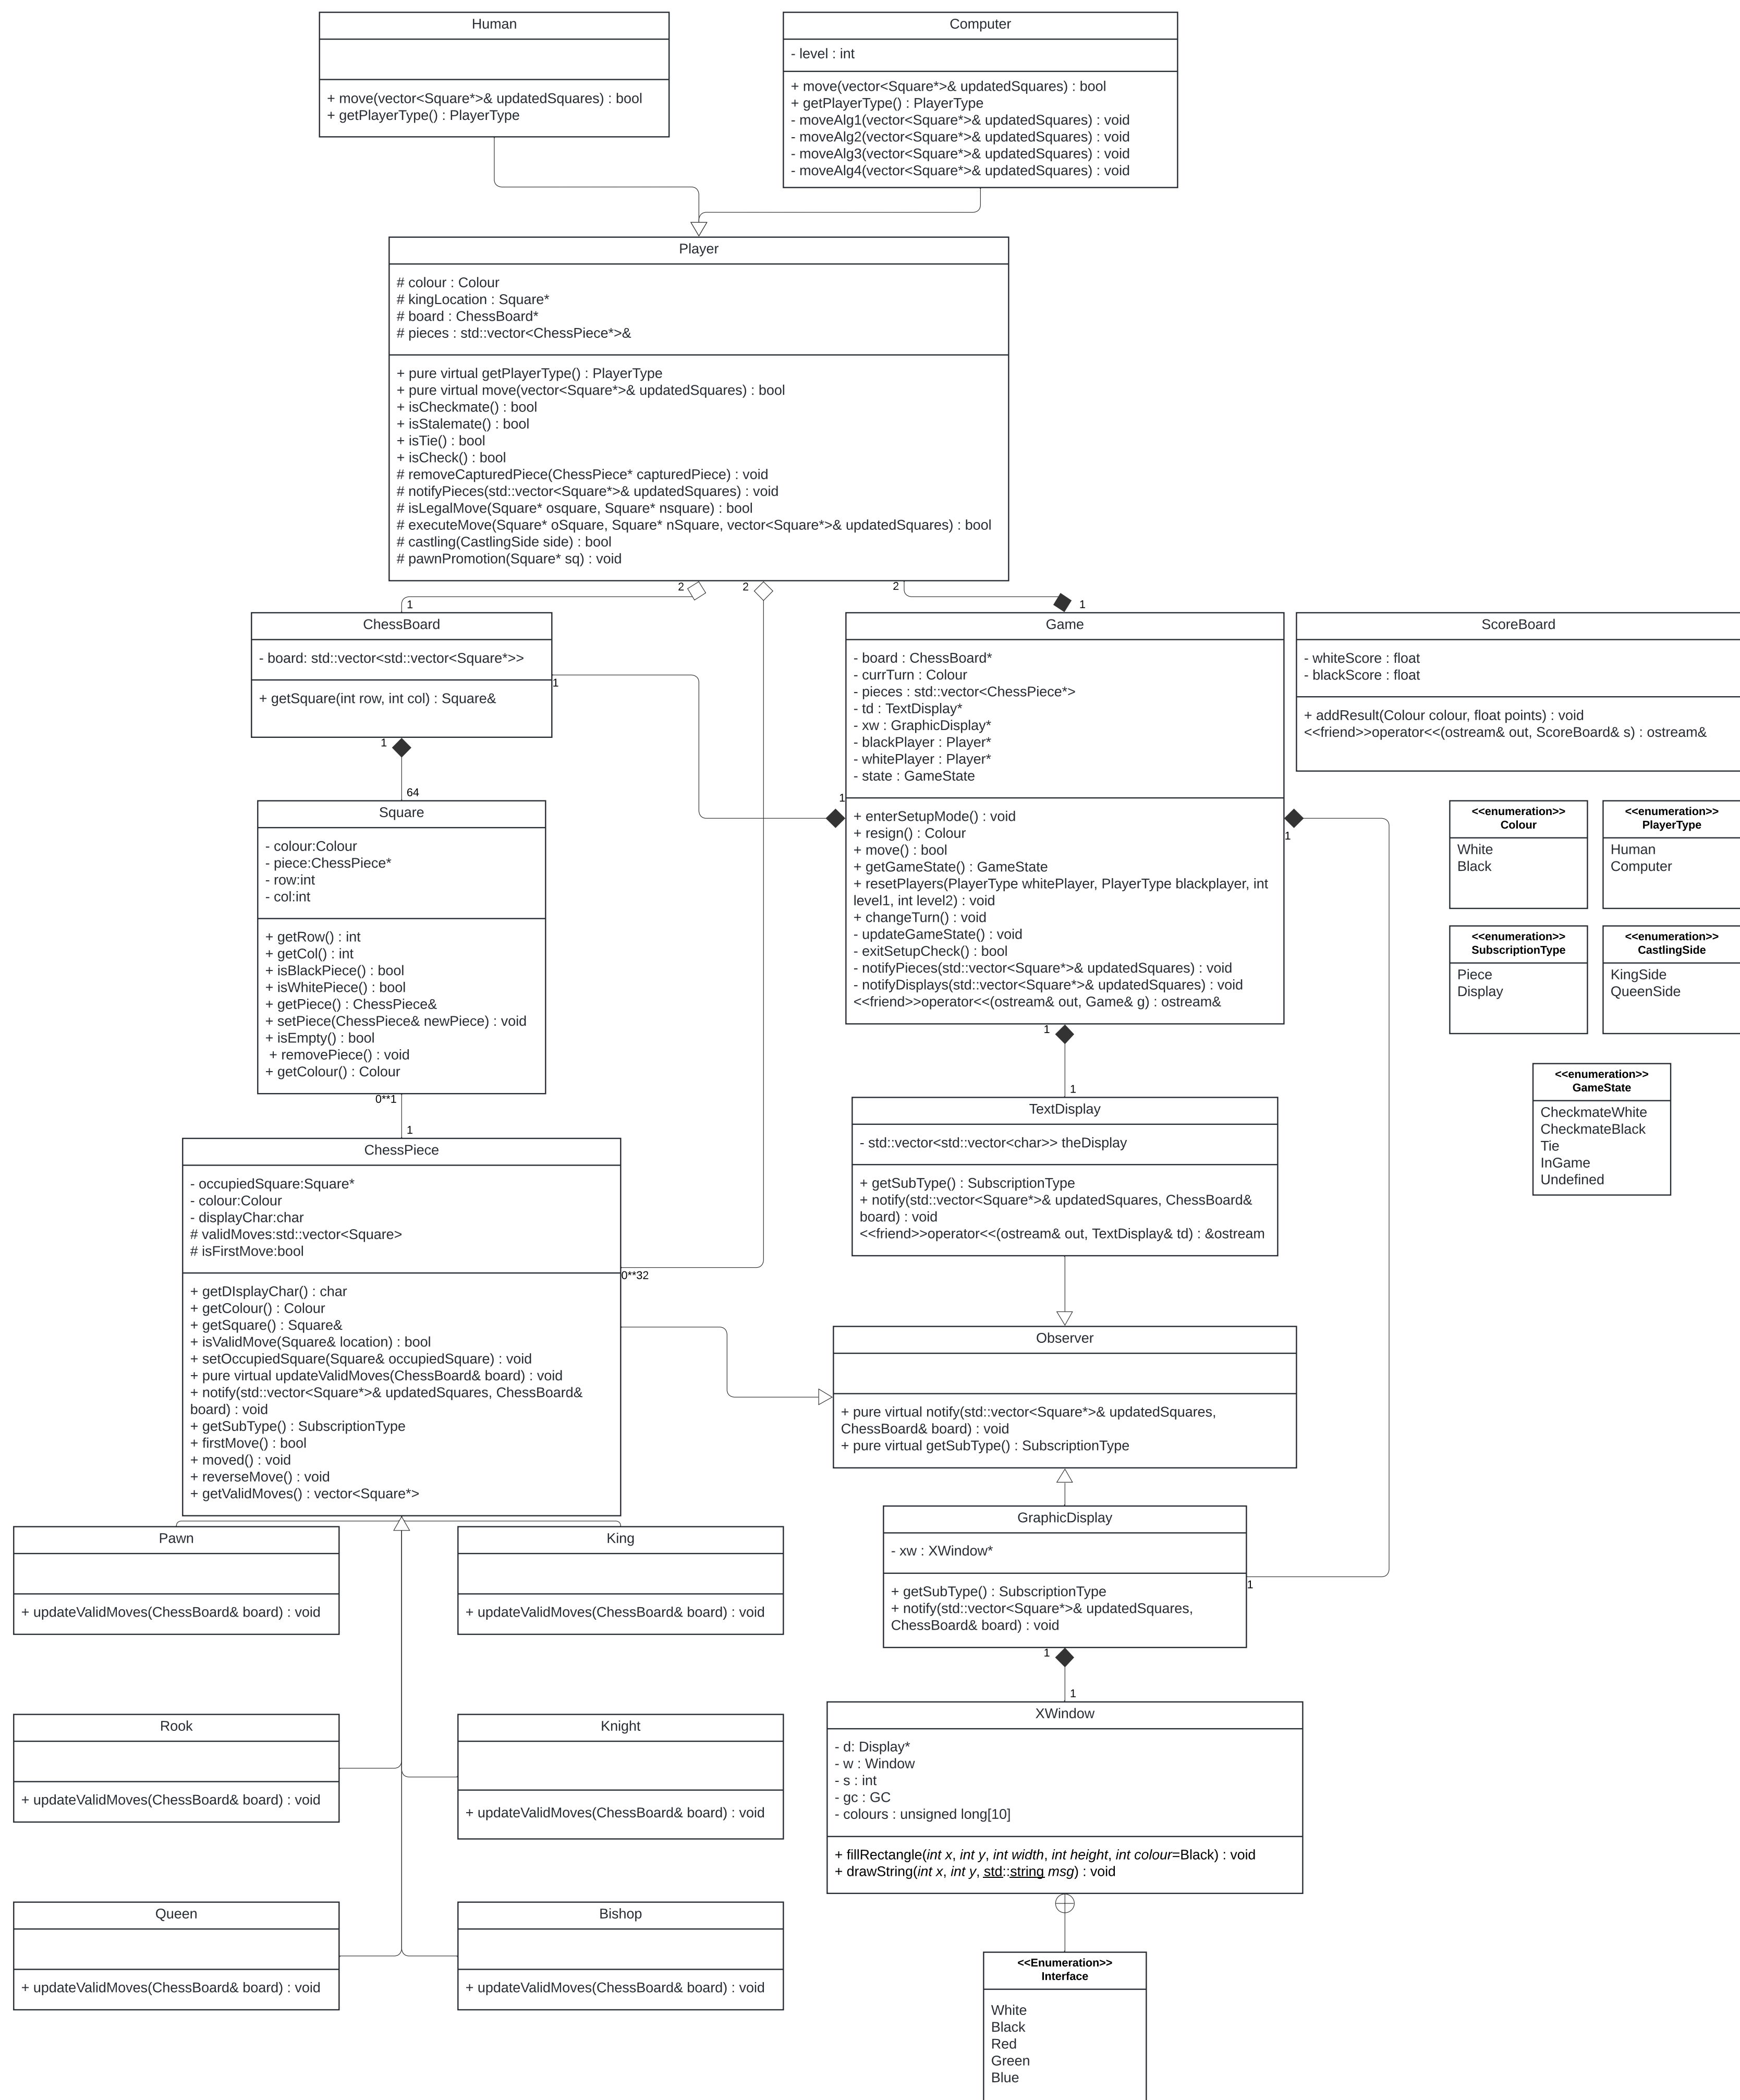 Human
+ move(vector<Square*>& updatedSquares) : bool
+ getPlayerType() : PlayerType
Computer
- level : int
+ move(vector<Square*>& updatedSquares) : bool
+ getPlayerType() : PlayerType
- moveAlg1(vector<Square*>& updatedSquares) : void
- moveAlg2(vector<Square*>& updatedSquares) : void
- moveAlg3(vector<Square*>& updatedSquares) : void
- moveAlg4(vector<Square*>& updatedSquares) : void
Player
# colour : Colour
# kingLocation : Square*
# board : ChessBoard*
# pieces : std::vector<ChessPiece*>&
+ pure virtual getPlayerType() : PlayerType
+ pure virtual move(vector<Square*>& updatedSquares) : bool
+ isCheckmate() : bool
+ isStalemate() : bool
+ isTie() : bool
+ isCheck() : bool
# removeCapturedPiece(ChessPiece* capturedPiece) : void
# notifyPieces(std::vector<Square*>& updatedSquares) : void
# isLegalMove(Square* osquare, Square* nsquare) : bool
# executeMove(Square* oSquare, Square* nSquare, vector<Square*>& updatedSquares) : bool
# castling(CastlingSide side) : bool
# pawnPromotion(Square* sq) : void
2
2
2
1
1
ChessBoard
- board: std::vector<std::vector<Square*>>
+ getSquare(int row, int col) : Square&
1
1
64
Square
- colour:Colour
- piece:ChessPiece*
- row:int
- col:int
+ getRow() : int
+ getCol() : int
+ isBlackPiece() : bool
+ isWhitePiece() : bool
+ getPiece() : ChessPiece&
+ setPiece(ChessPiece& newPiece) : void
+ isEmpty() : bool
+ removePiece() : void
+ getColour() : Colour
0**1
1
ChessPiece
- occupiedSquare:Square*
- colour:Colour
- displayChar:char
# validMoves:std::vector<Square>
# isFirstMove:bool
+ getDIsplayChar() : char
+ getColour() : Colour
+ getSquare() : Square&
+ isValidMove(Square& location) : bool
+ setOccupiedSquare(Square& occupiedSquare) : void
+ pure virtual updateValidMoves(ChessBoard& board) : void
+ notify(std::vector<Square*>& updatedSquares, ChessBoard&
board) : void
+ getSubType() : SubscriptionType
+ firstMove() : bool
+ moved() : void
+ reverseMove() : void
+ getValidMoves() : vector<Square*>
0**32
Game
- board : ChessBoard*
- currTurn : Colour
- pieces : std::vector<ChessPiece*>
- td : TextDisplay*
- xw : GraphicDisplay*
- blackPlayer : Player*
- whitePlayer : Player*
- state : GameState
1
+ enterSetupMode() : void
+ resign() : Colour
+ move() : bool
+ getGameState() : GameState
+ resetPlayers(PlayerType whitePlayer, PlayerType blackplayer, int
level1, int level2) : void
+ changeTurn() : void
- updateGameState() : void
- exitSetupCheck() : bool
- notifyPieces(std::vector<Square*>& updatedSquares) : void
- notifyDisplays(std::vector<Square*>& updatedSquares) : void
<<friend>>operator<<(ostream& out, Game& g) : ostream&
1
1
1
ScoreBoard
- whiteScore : float
- blackScore : float
+ addResult(Colour colour, float points) : void
<<friend>>operator<<(ostream& out, ScoreBoard& s) : ostream&
<<enumeration>>
Colour
White
Black
<<enumeration>>
PlayerType
Human
Computer
<<enumeration>>
SubscriptionType
Piece
Display
<<enumeration>>
CastlingSide
KingSide
QueenSide
<<enumeration>>
GameState
CheckmateWhite
CheckmateBlack
Tie
InGame
Undefined
TextDisplay
- std::vector<std::vector<char>> theDisplay
+ getSubType() : SubscriptionType
+ notify(std::vector<Square*>& updatedSquares, ChessBoard&
board) : void
<<friend>>operator<<(ostream& out, TextDisplay& td) : &ostream
Observer
+ pure virtual notify(std::vector<Square*>& updatedSquares,
ChessBoard& board) : void
+ pure virtual getSubType() : SubscriptionType
GraphicDisplay
- xw : XWindow*
+ getSubType() : SubscriptionType
+ notify(std::vector<Square*>& updatedSquares,
ChessBoard& board) : void
1
1
1
XWindow
- d: Display*
- w : Window
- s : int
- gc : GC
- colours : unsigned long[10]
+ fillRectangle(int x, int y, int width, int height, int colour=Black) : void
+ drawString(int x, int y, std::string msg) : void
<<Enumeration>>
Interface
White
Black
Red
Green
Blue
Pawn
+ updateValidMoves(ChessBoard& board) : void
King
+ updateValidMoves(ChessBoard& board) : void
Rook
+ updateValidMoves(ChessBoard& board) : void
Knight
+ updateValidMoves(ChessBoard& board) : void
Queen
+ updateValidMoves(ChessBoard& board) : void
Bishop
+ updateValidMoves(ChessBoard& board) : void